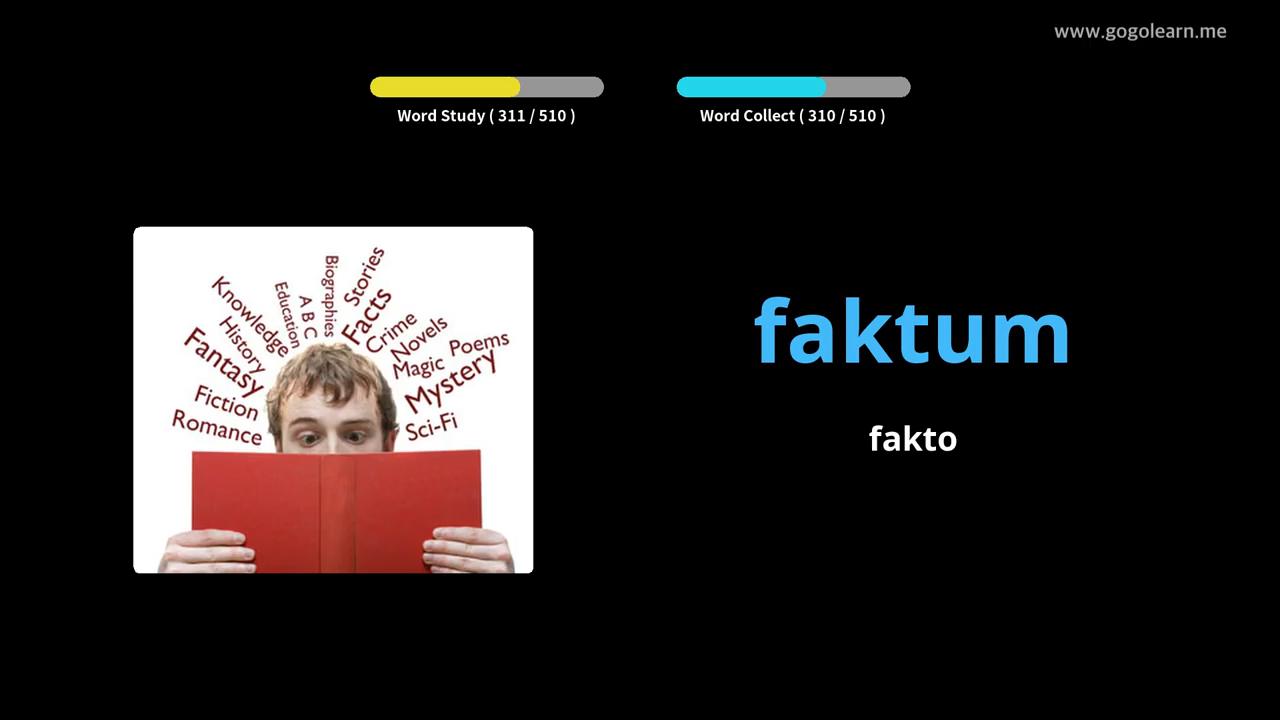 www.gogolearn.me
Word Study ( 311 / 510 )
Word Collect ( 310 / 510 )
Knowledge
History
Fantasy
Fiction
Romance
Education
A B C
Biographies
Stories
Facts
Crime
Novels
Magic
Poems
Mystery
Sci-Fi
faktum
fakto